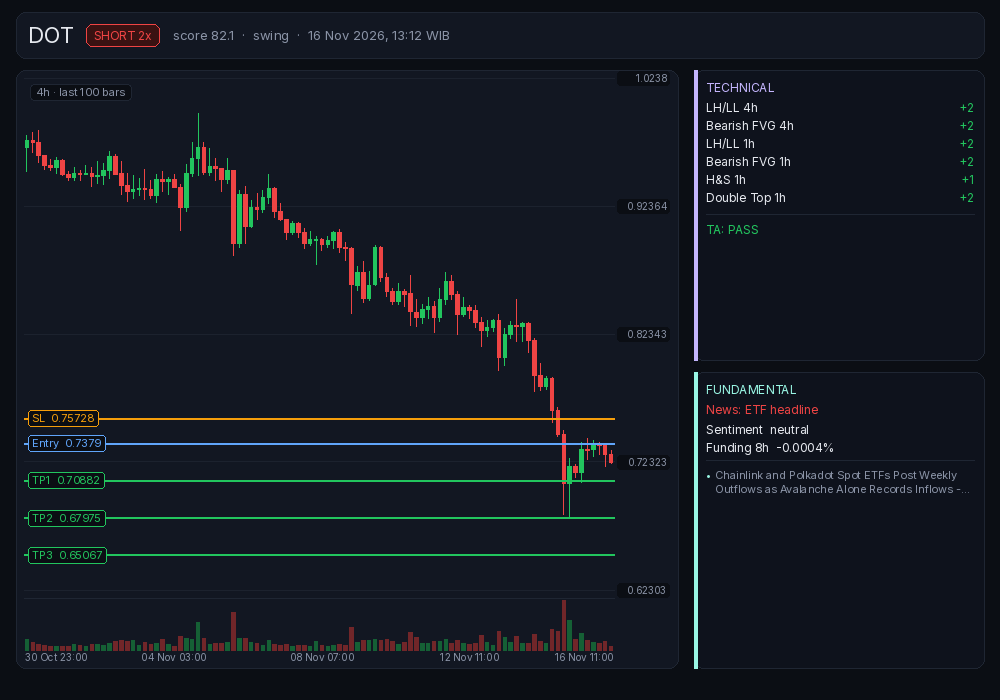 DOT SHORT 2x score 82.1 · swing · 16 Nov 2026, 13:12 WIB
4h · last 100 bars
1.0238
0.92364
0.82343
0.72323
0.62303
SL 0.75728
Entry 0.7379
TP1 0.70882
TP2 0.67975
TP3 0.65067
30 Oct 23:00 04 Nov 03:00 08 Nov 07:00 12 Nov 11:00 16 Nov 11:00
TECHNICAL
LH/LL 4h +2
Bearish FVG 4h +2
LH/LL 1h +2
Bearish FVG 1h +2
H&S 1h +1
Double Top 1h +2
TA: PASS
FUNDAMENTAL
News: ETF headline
Sentiment neutral
Funding 8h -0.0004%
• Chainlink and Polkadot Spot ETFs Post Weekly
Outflows as Avalanche Alone Records Inflows -...